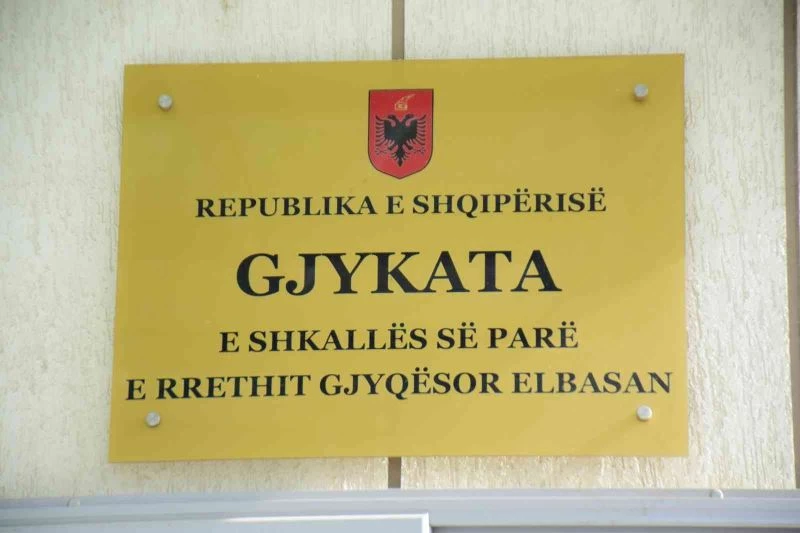 REPUBLIKA E SHQIPËRISË
GJYKATA
E SHKALLËS SË PARË
E RRETHIT GJYQËSOR ELBASAN